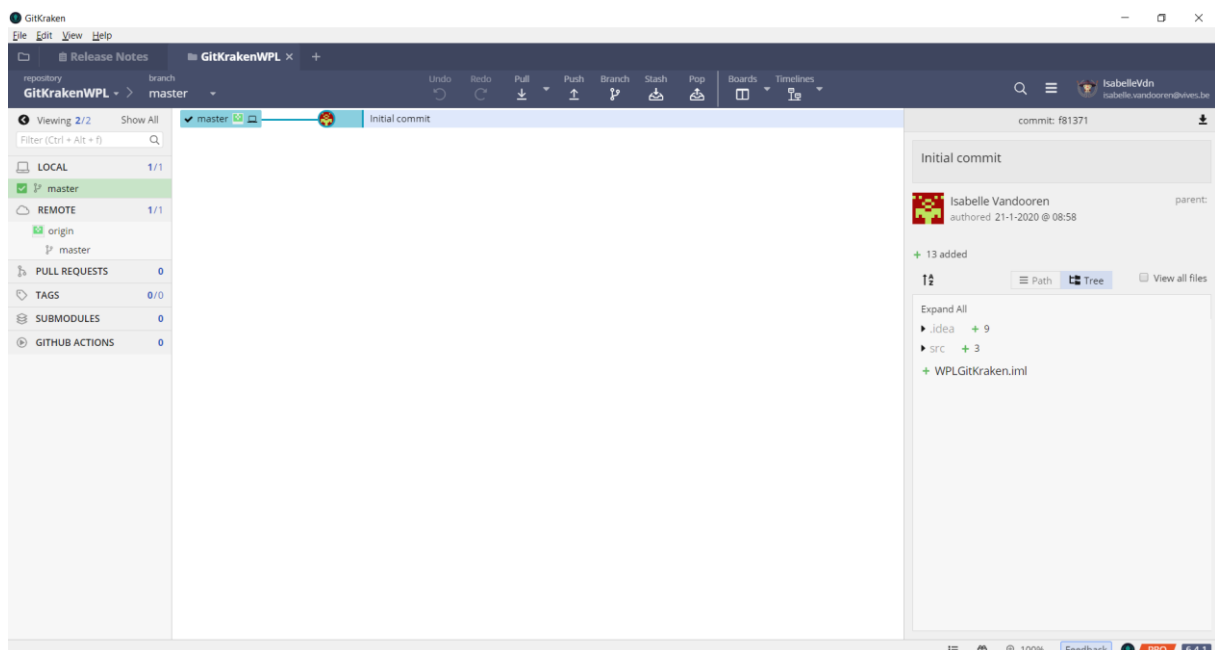 GitKraken
File Edit View Help
Release Notes
GitKrakenWPL × +
repository branch
GitKrakenWPL master
Undo Redo Pull Push Branch Stash Pop Boards Timelines
IsabelleVdn
isabelle.vandooren@vives.be
Viewing 2/2 Show All
Filter (Ctrl + Alt + f)
LOCAL 1/1
master
REMOTE 1/1
origin
master
PULL REQUESTS 0
TAGS 0/0
SUBMODULES 0
GITHUB ACTIONS 0
master
Initial commit
commit: f81371
Initial commit
Isabelle Vandooren parent:
authored 21-1-2020 @ 08:58
+ 13 added
Path Tree View all files
Expand All
.idea + 9
src + 3
+ WPLGitKraken.iml
100% Feedback PRO 6.4.1